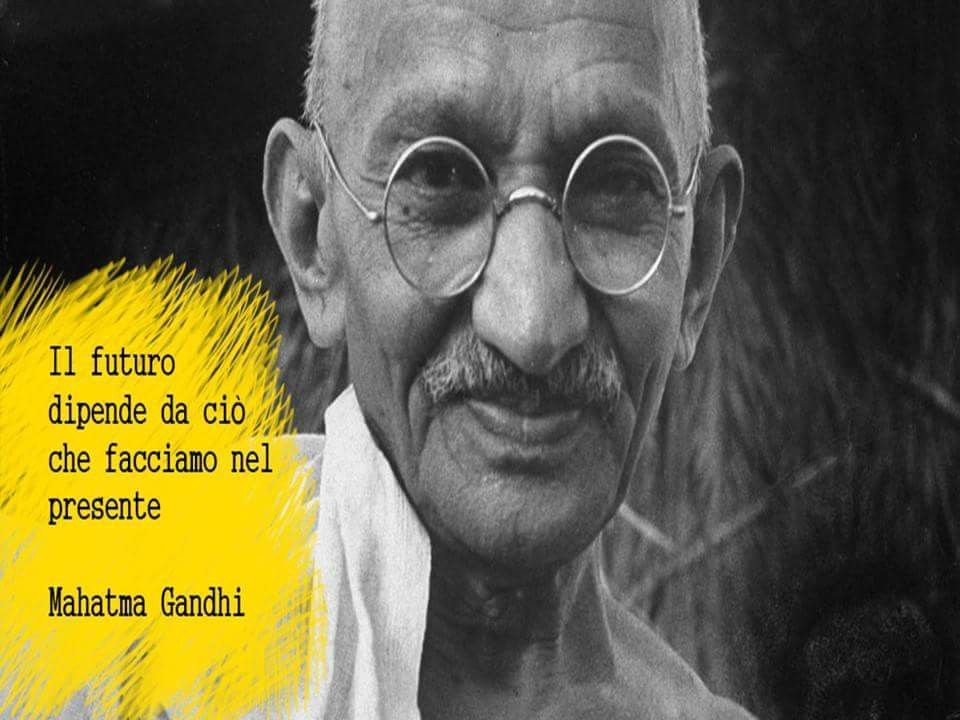 Il futuro
dipende da ciò
che facciamo nel
presente
Mahatma Gandhi